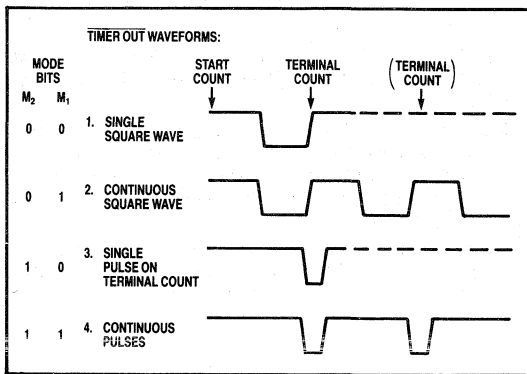 TIMER OUT WAVEFORMS:
MODE BITS
M₂ M₁
START COUNT
TERMINAL COUNT
(TERMINAL COUNT)
0 0 1. SINGLE
SQUARE WAVE
0 1 2. CONTINUOUS
SQUARE WAVE
1 0 3. SINGLE
PULSE ON
TERMINAL COUNT
1 1 4. CONTINUOUS
PULSES